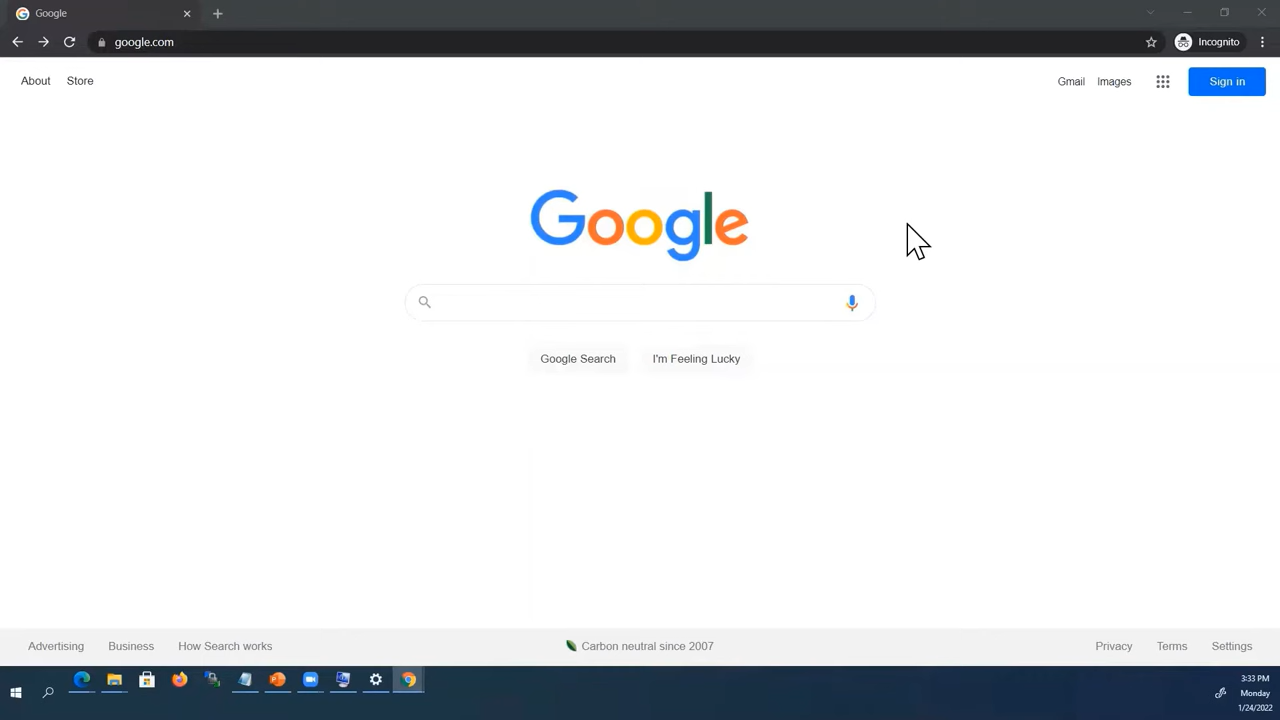 Google
google.com
Incognito
About Store
Gmail Images
Sign in
Google
Google Search
I'm Feeling Lucky
Advertising Business How Search works
Carbon neutral since 2007
Privacy Terms Settings
3:33 PM
Monday
1/24/2022